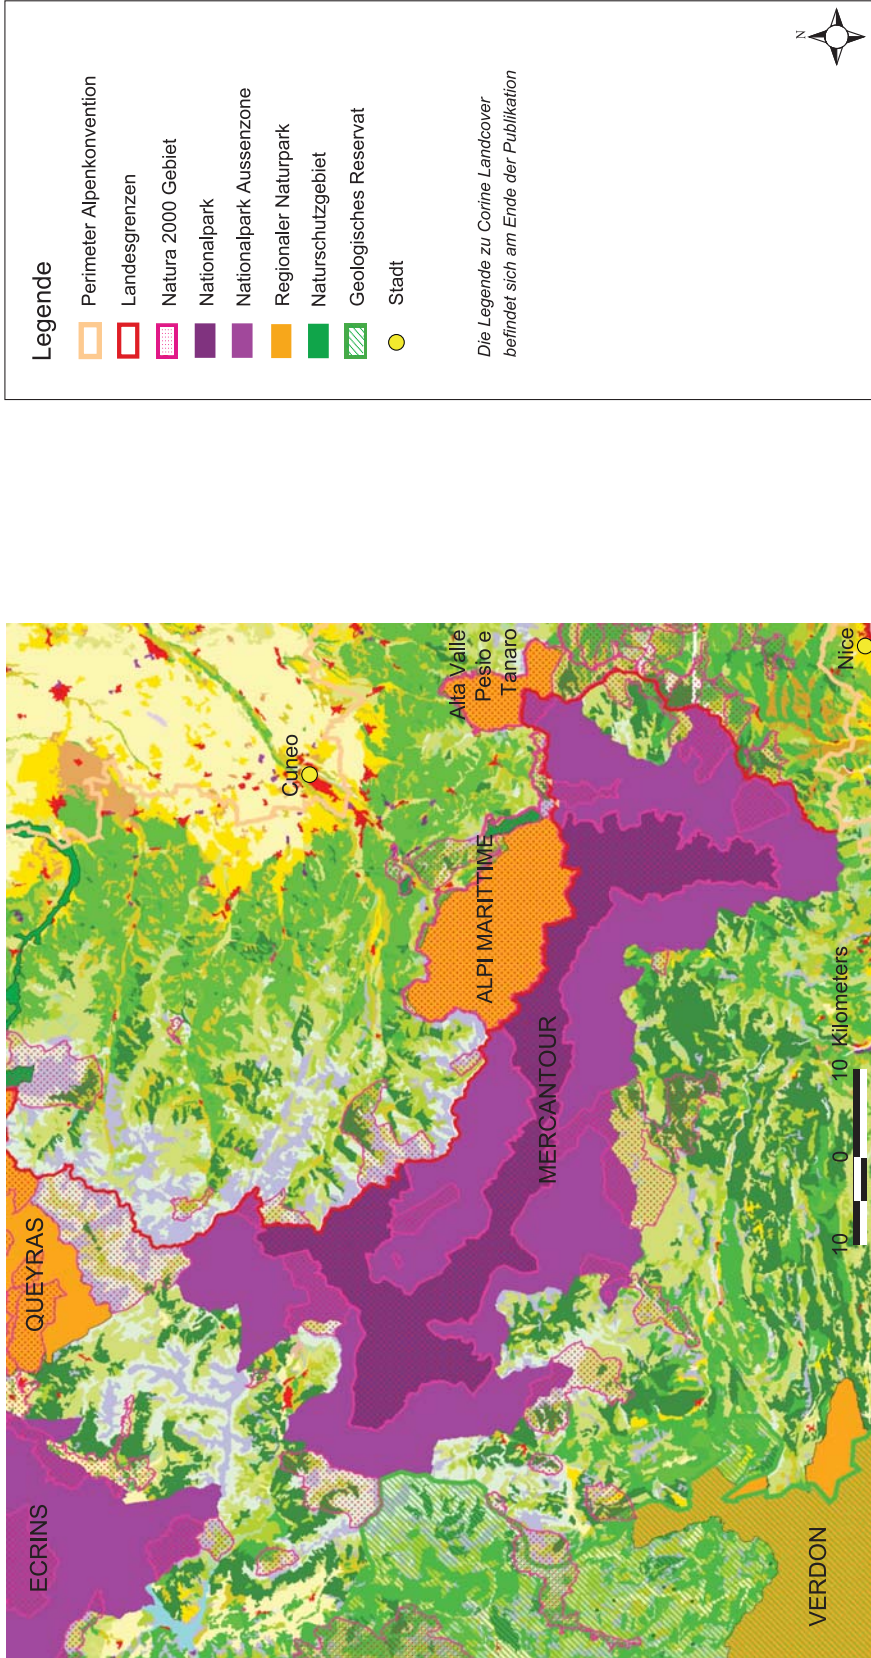 Legende
Perimeter Alpenkonvention
Landesgrenzen
Natura 2000 Gebiet
Nationalpark
Nationalpark Aussenzone
Regionaler Naturpark
Naturschutzgebiet
Geologisches Reservat
Stadt
Die Legende zu Corine Landcover
befindet sich am Ende der Publikation
N
ECRINS
QUEYRAS
Cuneo
Alta Valle
Pesio e
Tanaro
ALPI MARITTIME
MERCANTOUR
VERDON
Nice
10 0 10 Kilometers